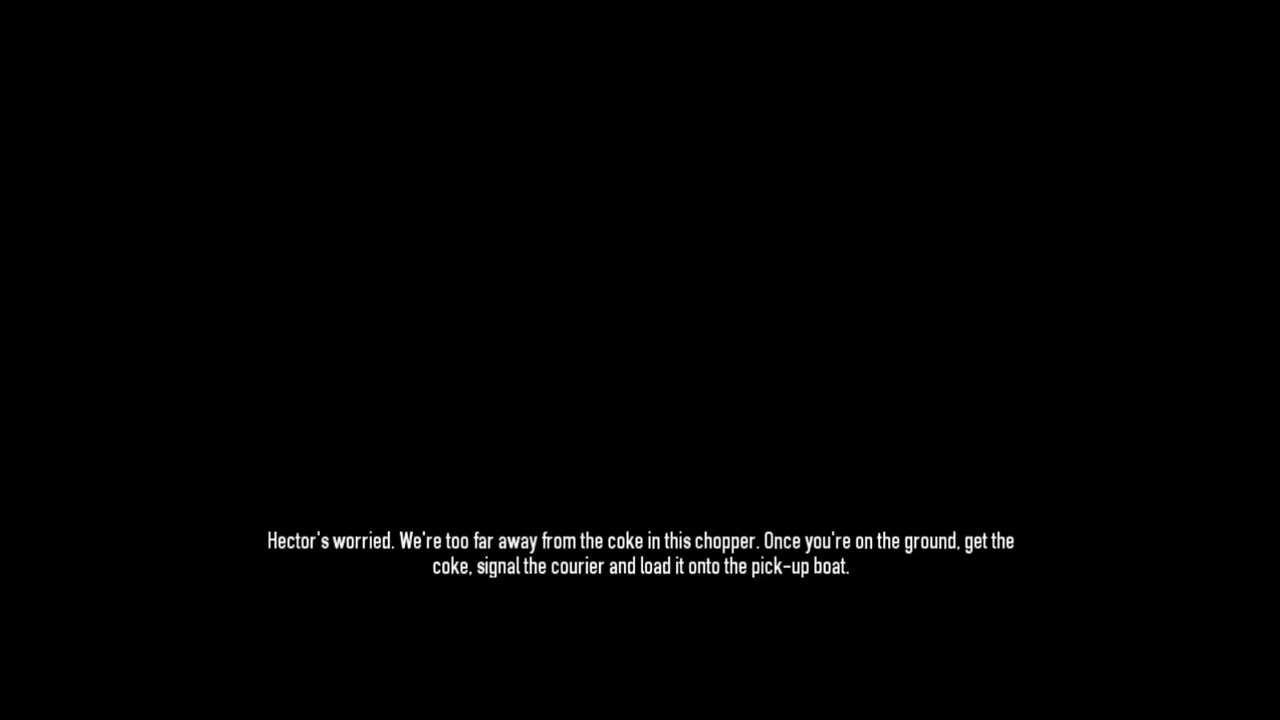 Hector's worried. We're too far away from the coke in this chopper. Once you're on the ground, get the
coke, signal the courier and load it onto the pick-up boat.